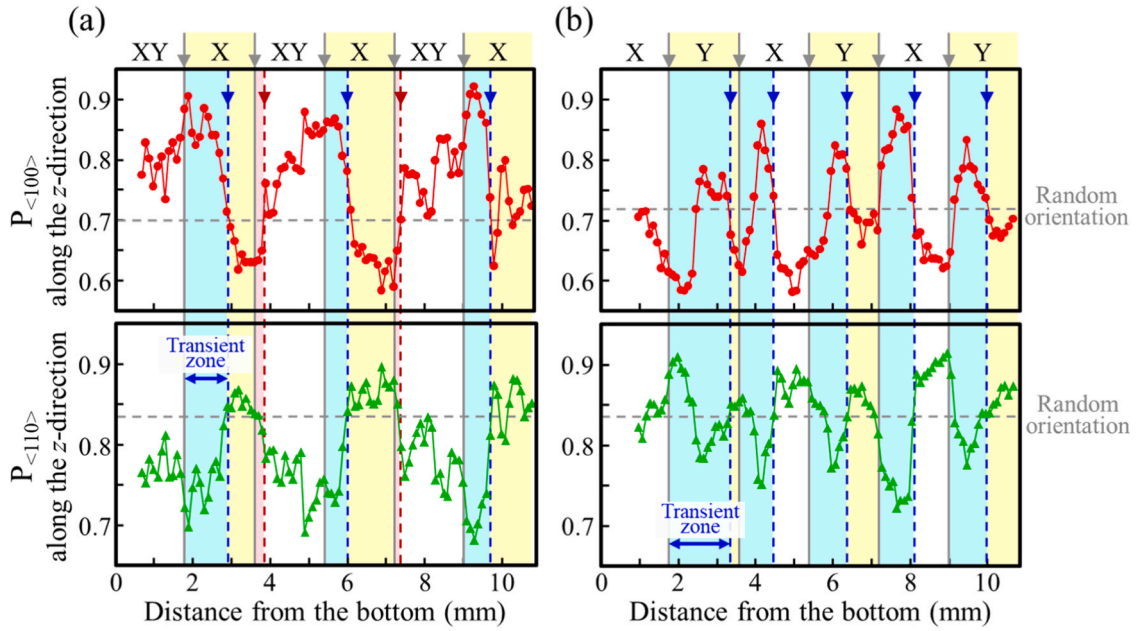 (a)
XY X XY X XY X
P<100>
along the z-direction
0.9
0.8
0.7
0.6
P<110>
along the z-direction
0.9
0.8
0.7
Transient
zone
0 2 4 6 8 10
Distance from the bottom (mm)
(b)
X Y X Y X Y
0.9
0.8
0.7
0.6
Random
orientation
0.9
0.8
0.7
Random
orientation
Transient
zone
0 2 4 6 8 10
Distance from the bottom (mm)